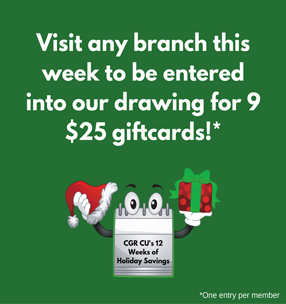 Visit any branch this
week to be entered
into our drawing for 9
$25 giftcards!*
CGR CU's 12
Weeks of
Holiday Savings
*One entry per member